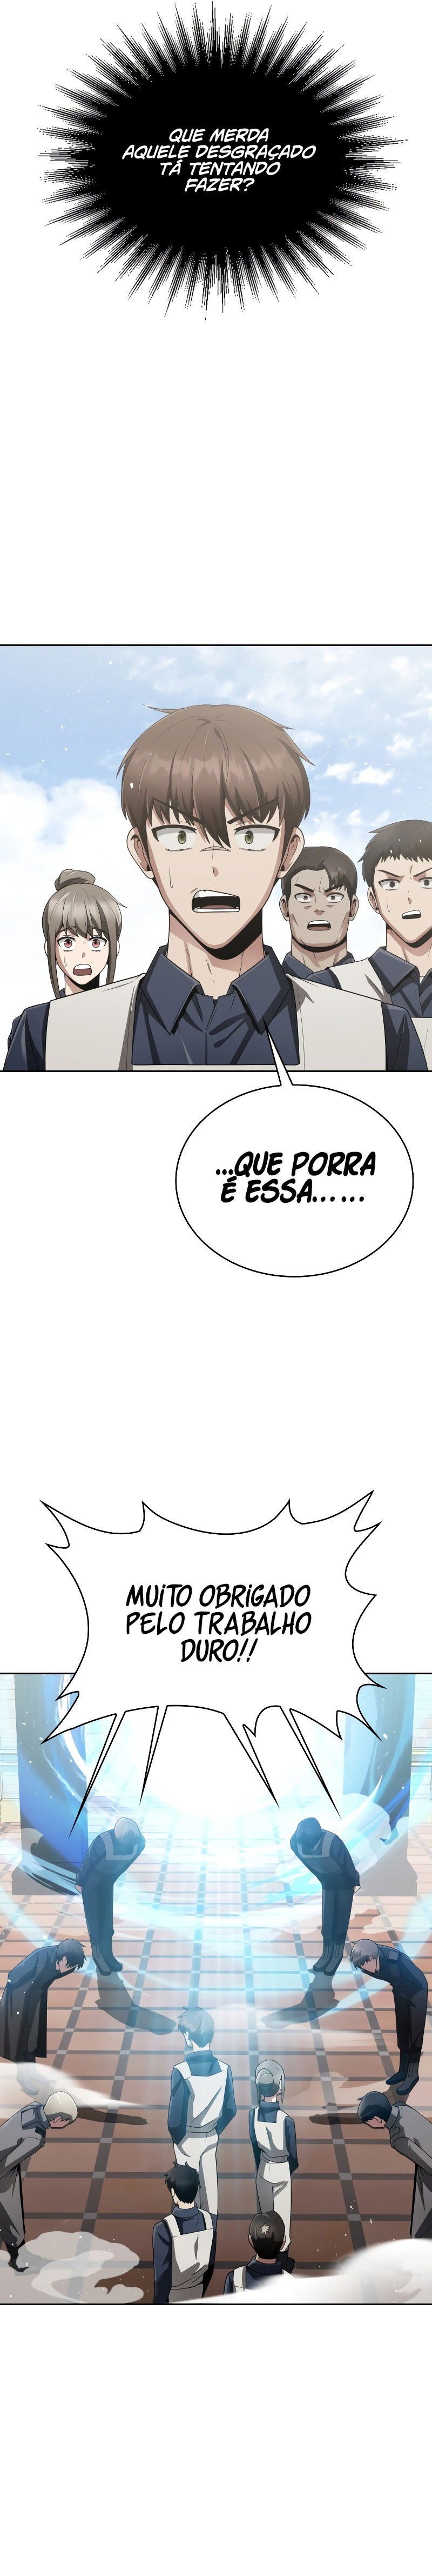 QUE MERDA
AQUELE DESGRAÇADO
TÁ TENTANDO
FAZER?
...QUE PORRA
É ESSA......
MUITO OBRIGADO
PELO TRABALHO
DURO!!